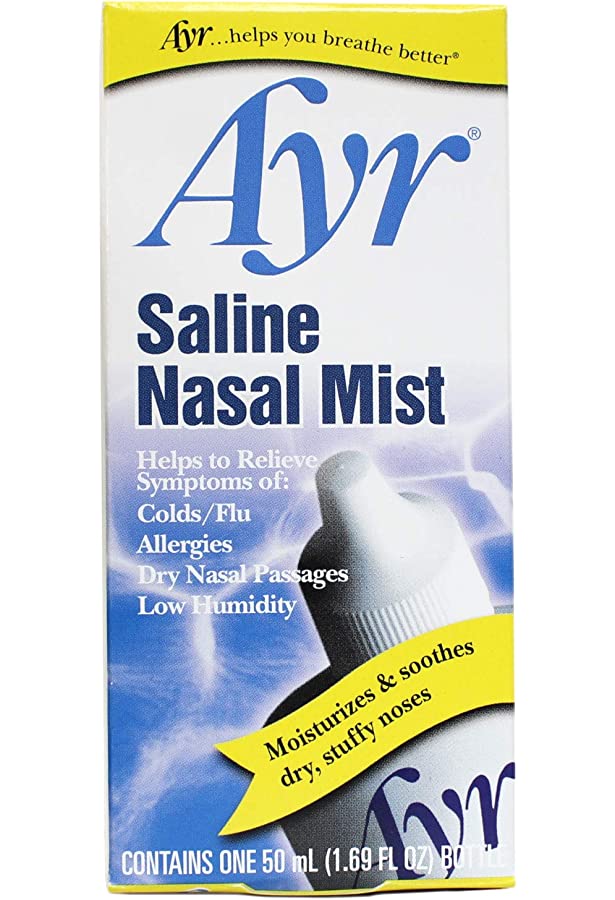 Ayr...helps you breathe better®
Ayr®
Saline
Nasal Mist
Helps to Relieve
Symptoms of:
Colds/Flu
Allergies
Dry Nasal Passages
Low Humidity
Moisturizes & soothes
dry, stuffy noses
Ayr
CONTAINS ONE 50 mL (1.69 FL OZ) BOTTLE